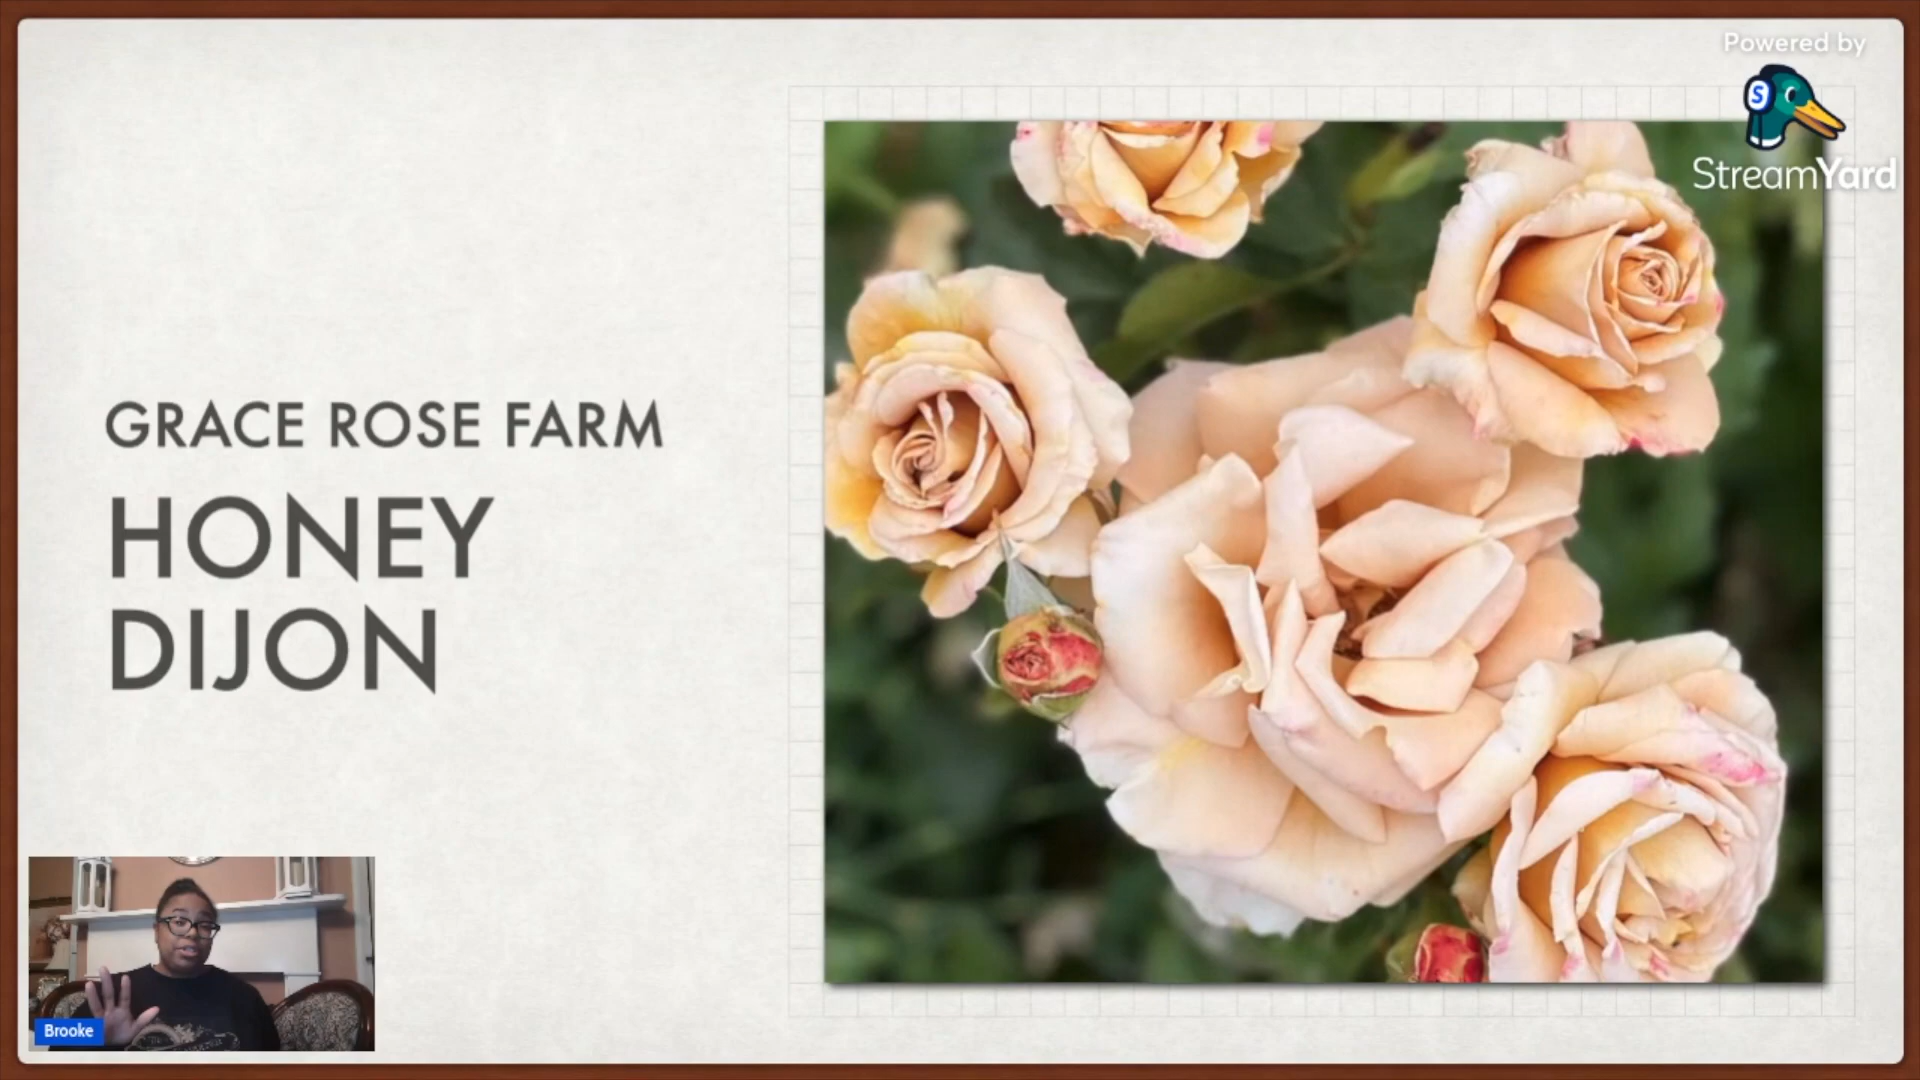 Powered by
S
StreamYard
GRACE ROSE FARM
HONEY
DIJON
Brooke